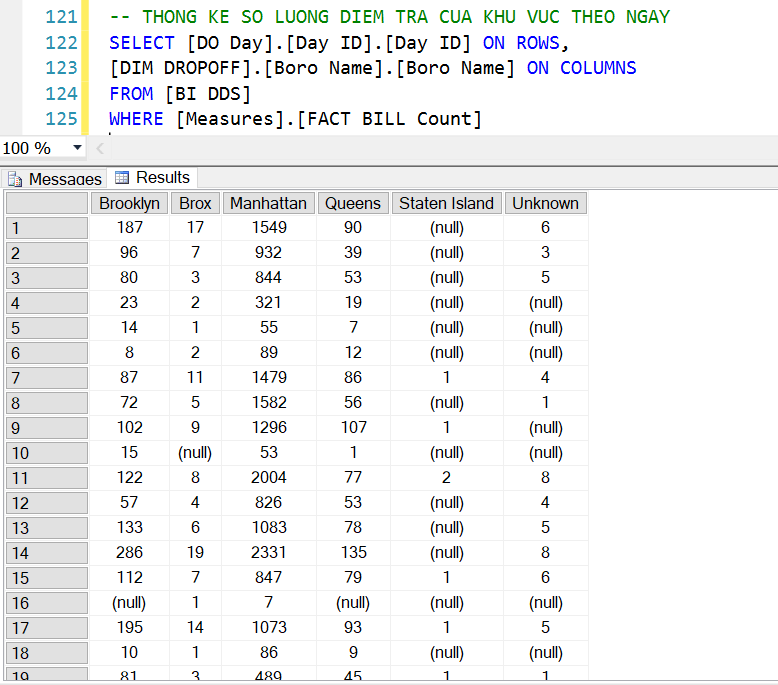 121 -- THONG KE SO LUONG DIEM TRA CUA KHU VUC THEO NGAY
122 SELECT [DO Day].[Day ID].[Day ID] ON ROWS,
123 [DIM DROPOFF].[Boro Name].[Boro Name] ON COLUMNS
124 FROM [BI DDS]
125 WHERE [Measures].[FACT BILL Count]
100 %
Messages Results
Brooklyn Brox Manhattan Queens Staten Island Unknown
1 187 17 1549 90 (null) 6
2 96 7 932 39 (null) 3
3 80 3 844 53 (null) 5
4 23 2 321 19 (null) (null)
5 14 1 55 7 (null) (null)
6 8 2 89 12 (null) (null)
7 87 11 1479 86 1 4
8 72 5 1582 56 (null) 1
9 102 9 1296 107 1 (null)
10 15 (null) 53 1 (null) (null)
11 122 8 2004 77 2 8
12 57 4 826 53 (null) 4
13 133 6 1083 78 (null) 5
14 286 19 2331 135 (null) 8
15 112 7 847 79 1 6
16 (null) 1 7 (null) (null) (null)
17 195 14 1073 93 1 5
18 10 1 86 9 (null) (null)
19 81 3 489 45 1 1